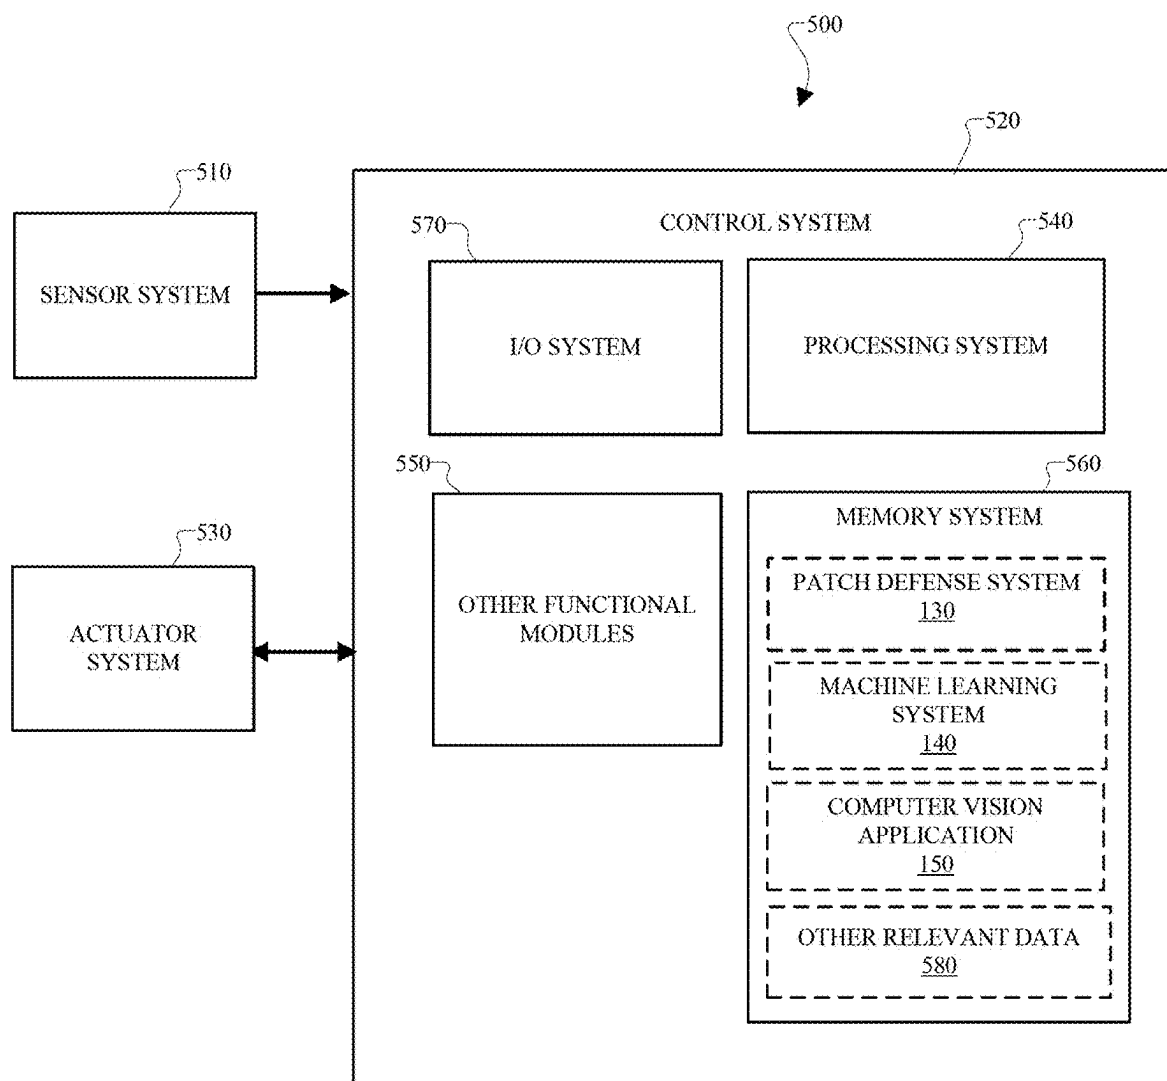 500
520
510
CONTROL SYSTEM
570
540
SENSOR SYSTEM
I/O SYSTEM
PROCESSING SYSTEM
550
560
MEMORY SYSTEM
530
PATCH DEFENSE SYSTEM
130
OTHER FUNCTIONAL
MODULES
ACTUATOR
SYSTEM
MACHINE LEARNING
SYSTEM
140
COMPUTER VISION
APPLICATION
150
OTHER RELEVANT DATA
580